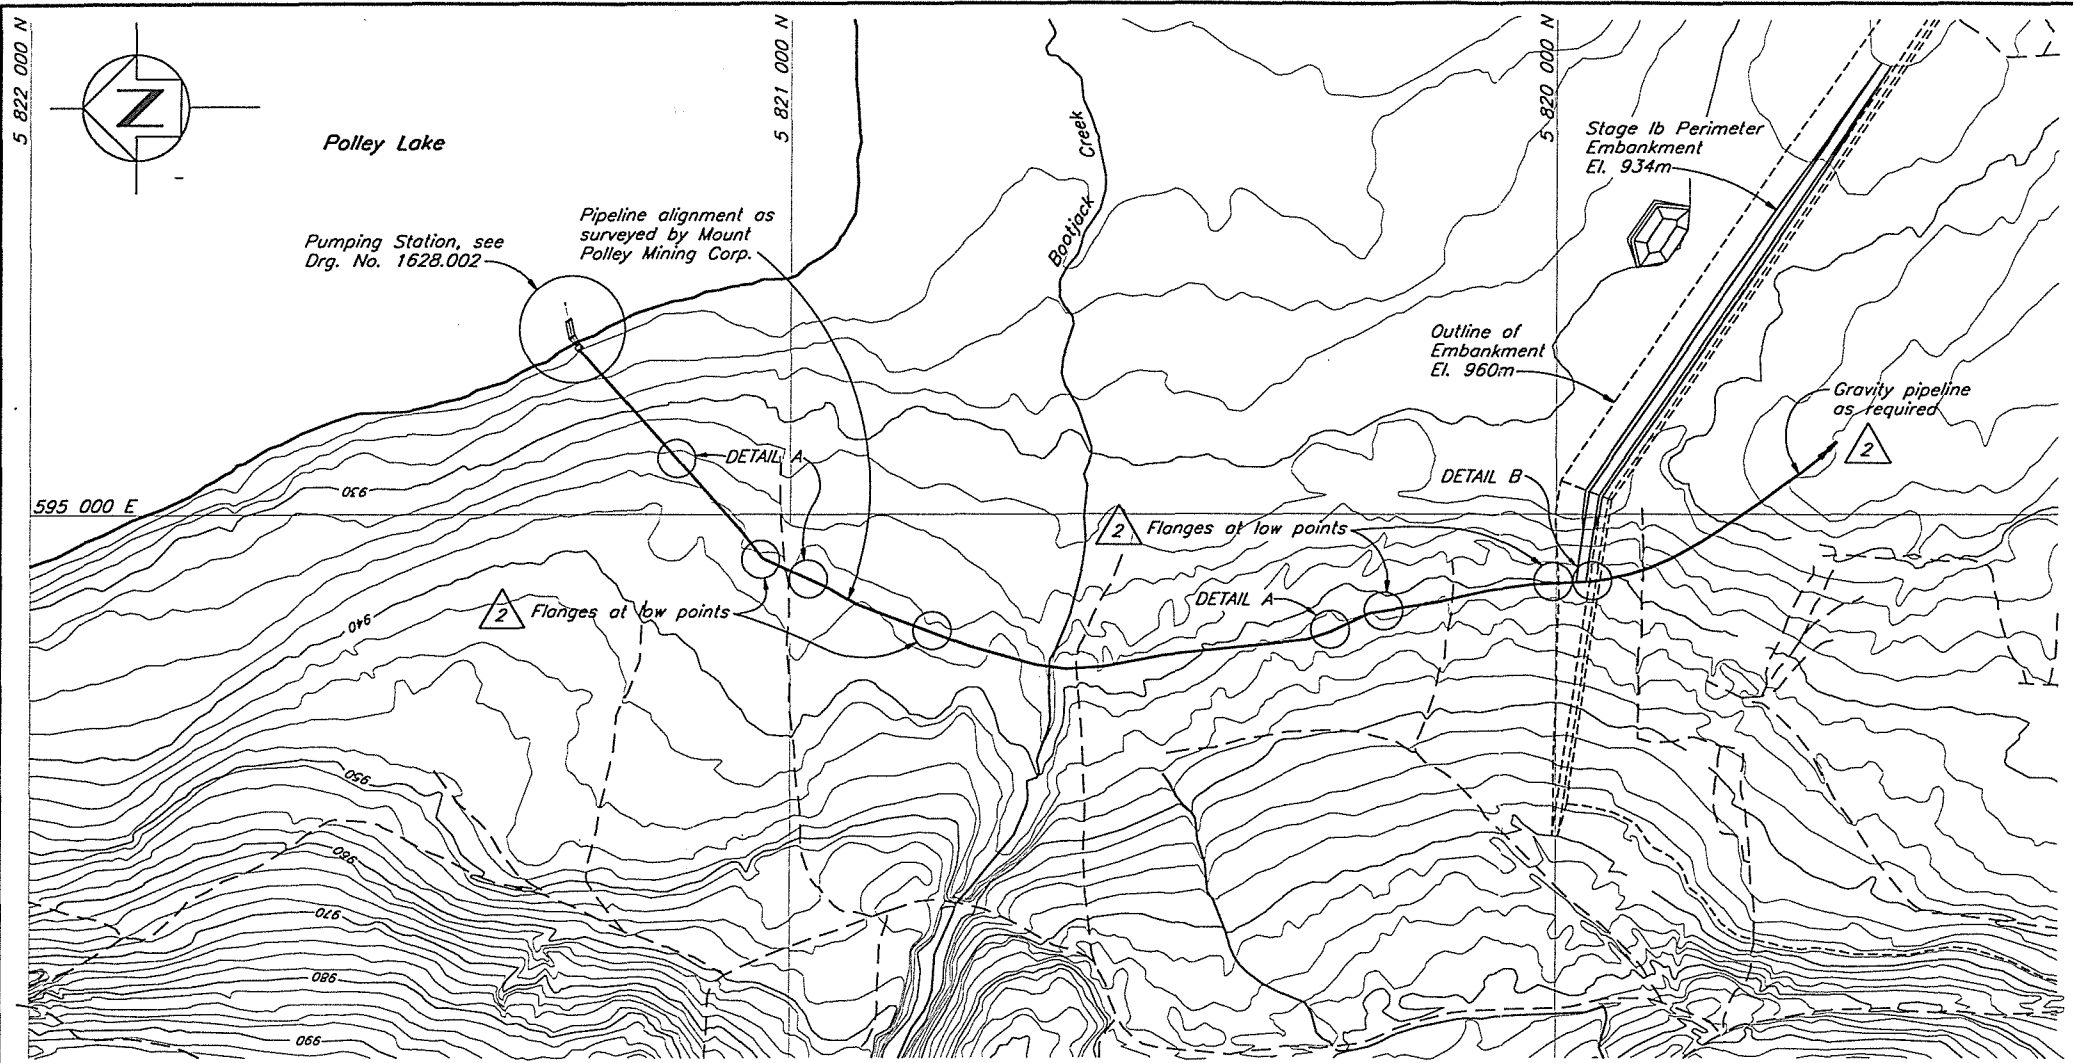 5 822 000 N
5 821 000 N
5 820 000 N
N
Polley Lake
Pumping Station, see
Drg. No. 1628.002
Pipeline alignment as
surveyed by Mount
Polley Mining Corp.
Bootjack Creek
Stage Ib Perimeter
Embankment
El. 934m
Outline of
Embankment
El. 960m
Gravity pipeline
as required
2
DETAIL A
DETAIL B
595 000 E
930
2
Flanges at low points
2
Flanges at low points
DETAIL A
940
950
960
970
980
990